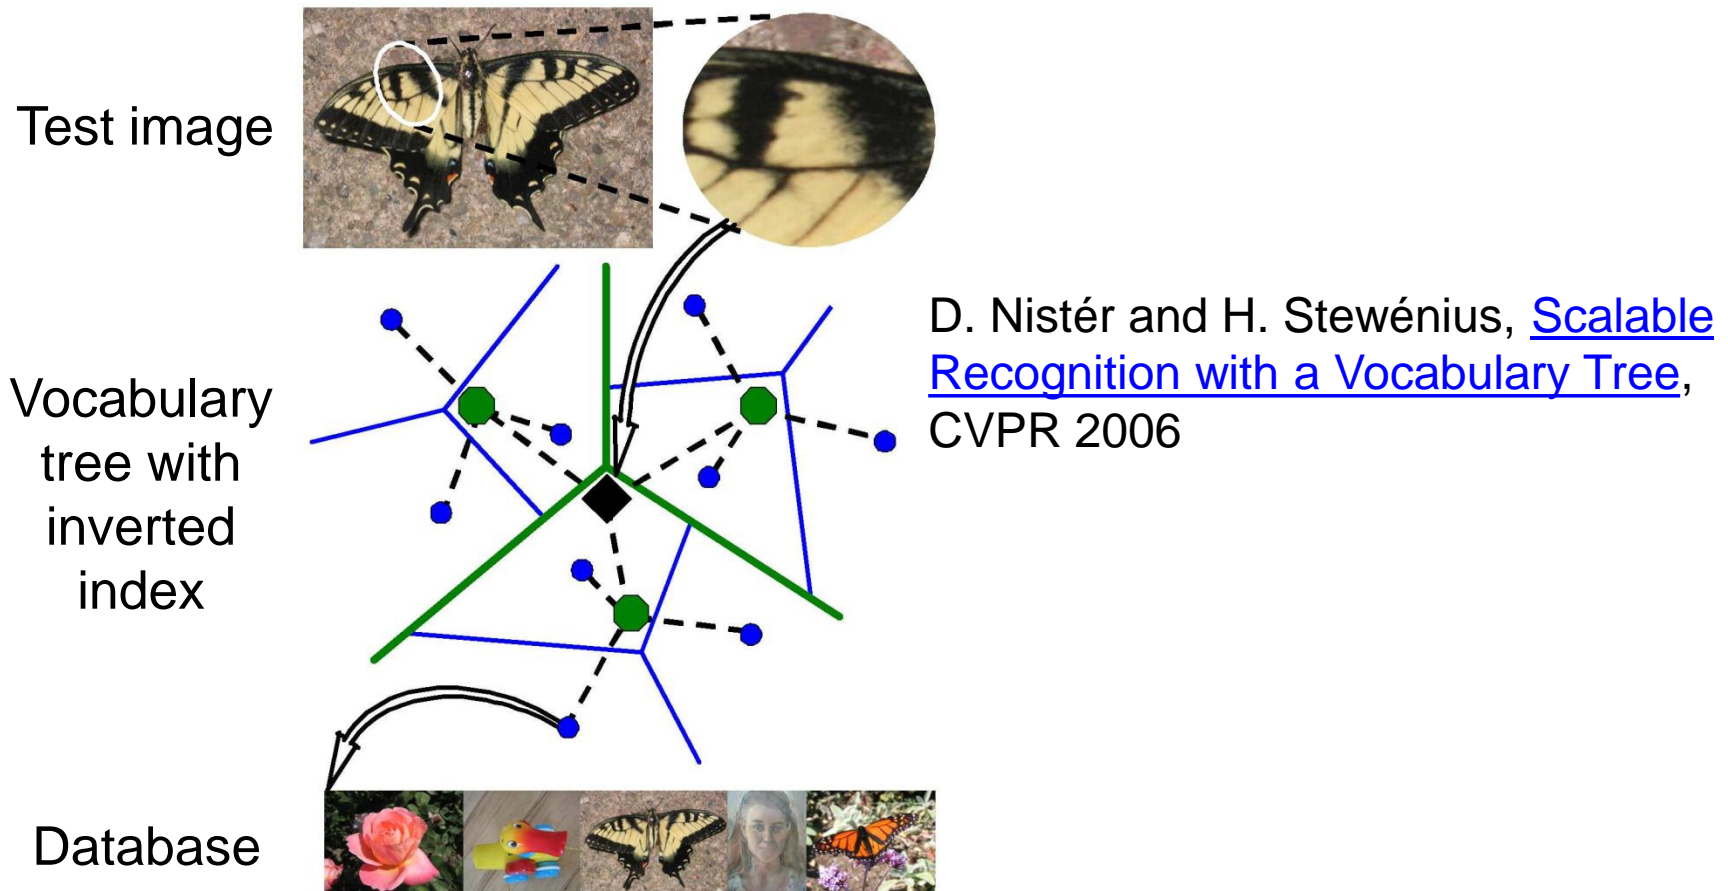 Test image
D. Nistér and H. Stewénius, Scalable
Recognition with a Vocabulary Tree,
CVPR 2006
Vocabulary
tree with
inverted
index
Database